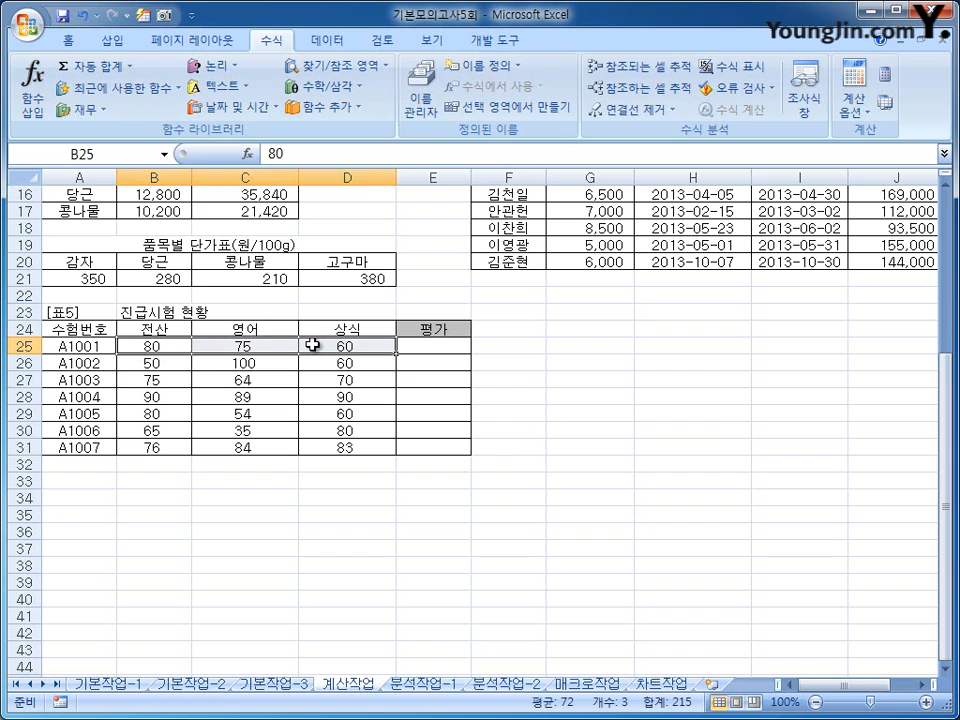 기본모의고사5회 - Microsoft Excel
YoungJin.com Y.
홈 삽입 페이지 레이아웃 수식 데이터 검토 보기 개발 도구
fx 함수 삽입
Σ 자동 합계
최근에 사용한 함수
재무
논리
텍스트
날짜 및 시간
찾기/참조 영역
수학/삼각
함수 추가
함수 라이브러리
이름 관리자
이름 정의
수식에서 사용
선택 영역에서 만들기
정의된 이름
참조되는 셀 추적
참조하는 셀 추적
연결선 제거
수식 표시
오류 검사
수식 계산
조사식 창
수식 분석
계산 옵션
계산
B25 fx 80
A B C D E F G H I J
16 당근 12,800 35,840 김천일 6,500 2013-04-05 2013-04-30 169,000
17 콩나물 10,200 21,420 안관헌 7,000 2013-02-15 2013-03-02 112,000
18 이찬희 8,500 2013-05-23 2013-06-02 93,500
19 품목별 단가표(원/100g) 이영광 5,000 2013-05-01 2013-05-31 155,000
20 감자 당근 콩나물 고구마 김준현 6,000 2013-10-07 2013-10-30 144,000
21 350 280 210 380
22
23 [표5] 진급시험 현황
24 수험번호 전산 영어 상식 평가
25 A1001 80 75 60
26 A1002 50 100 60
27 A1003 75 64 70
28 A1004 90 89 90
29 A1005 80 54 60
30 A1006 65 35 80
31 A1007 76 84 83
32
33
34
35
36
37
38
39
40
41
42
43
44
기본작업-1 기본작업-2 기본작업-3 계산작업 분석작업-1 분석작업-2 매크로작업 차트작업
준비 평균: 72 개수: 3 합계: 215 100%